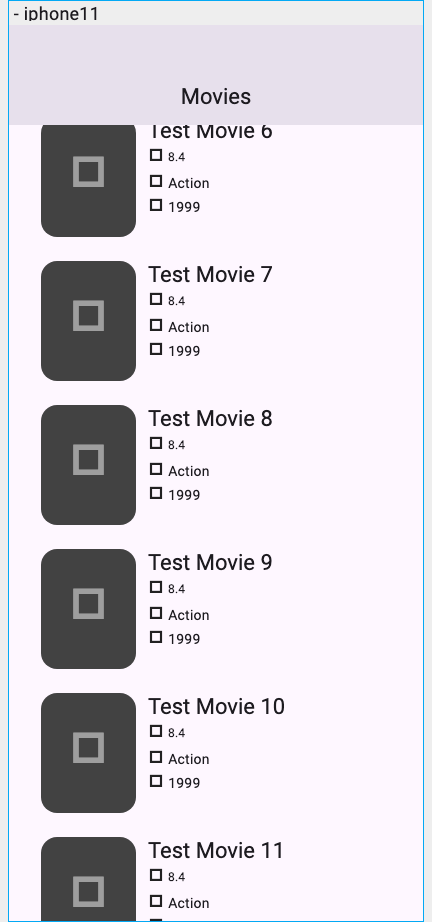 - iphone11
Movies
Test Movie 6
8.4
Action
1999
Test Movie 7
8.4
Action
1999
Test Movie 8
8.4
Action
1999
Test Movie 9
8.4
Action
1999
Test Movie 10
8.4
Action
1999
Test Movie 11
8.4
Action